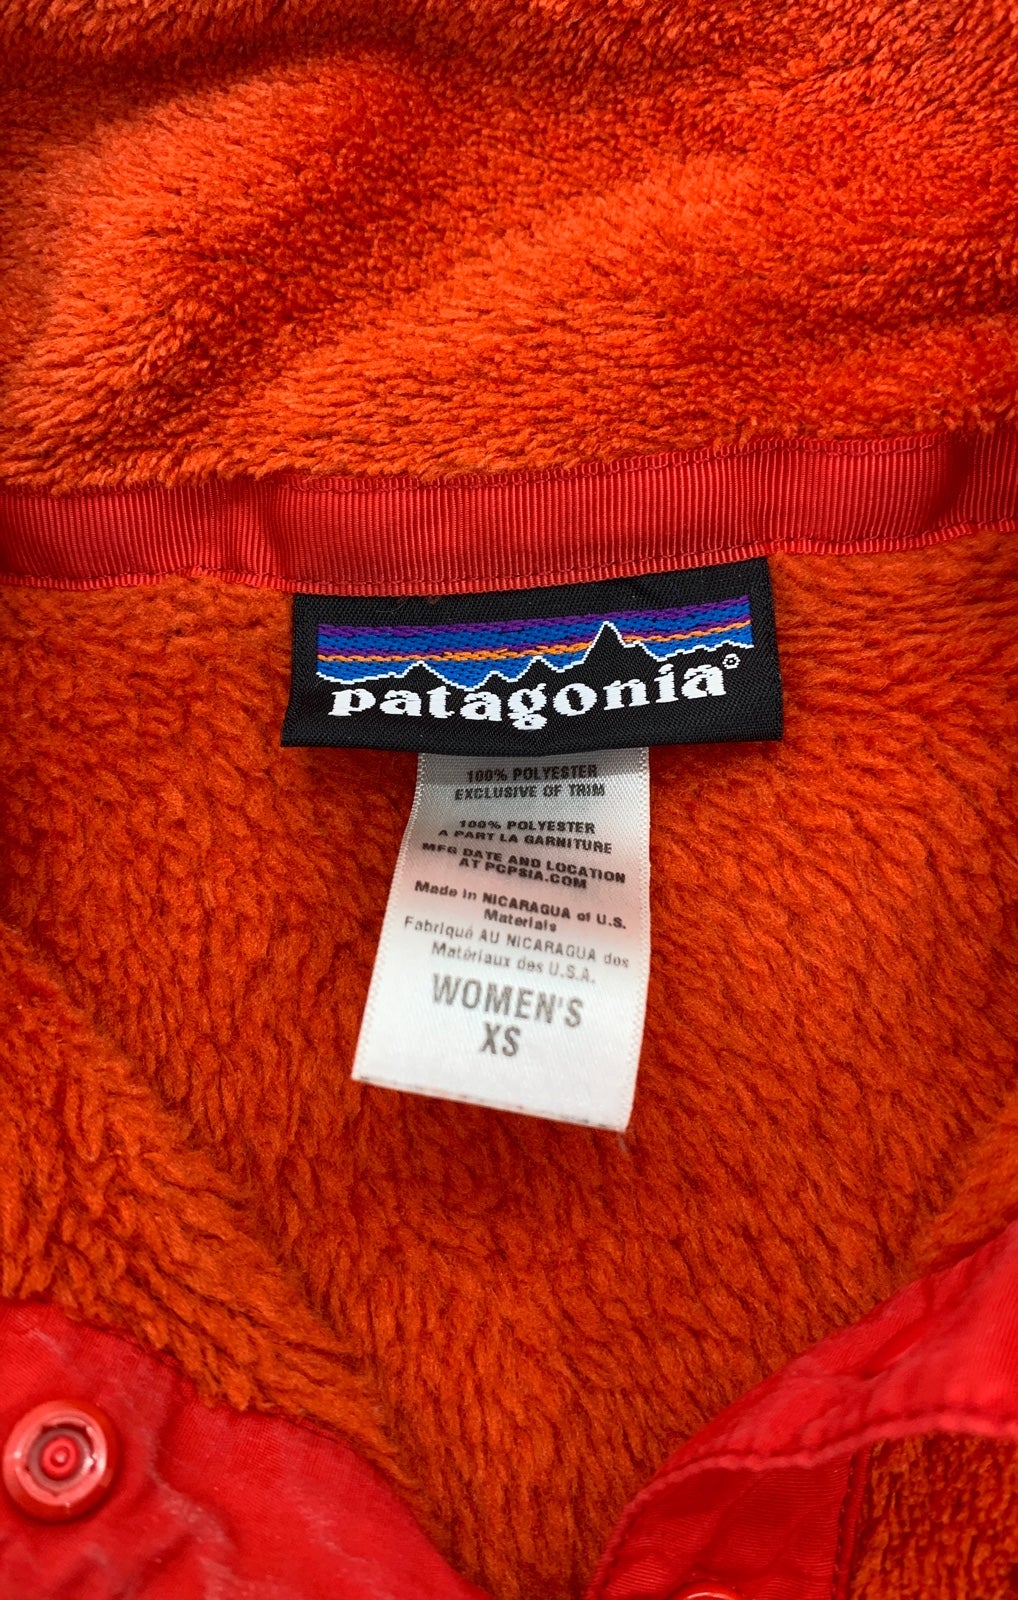 patagonia®
100% POLYESTER
EXCLUSIVE OF TRIM
100% POLYESTER
A PART LA GARNITURE
MFG DATE AND LOCATION
AT PCPSIA.COM
Made in NICARAGUA of U.S.
Materials
Fabriqué AU NICARAGUA des
Matériaux des U.S.A.
WOMEN'S
XS